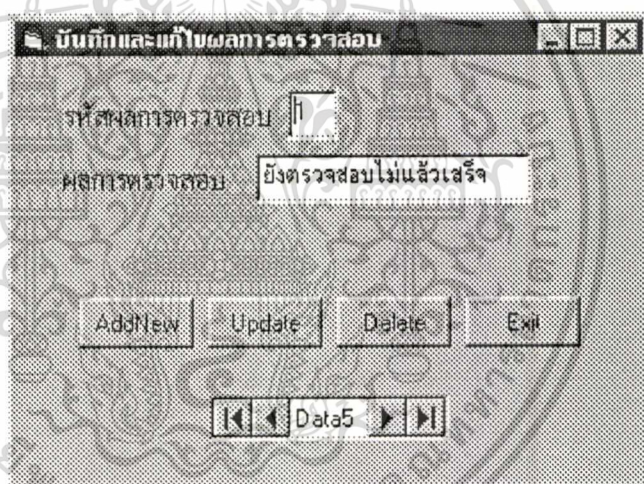 บันทึกและแก้ไขผลการตรวจสอบ
รหัสผลการตรวจสอบ
ผลการตรวจสอบ ยังตรวจสอบไม่แล้วเสร็จ
AddNew Update Delete Exit
Data5